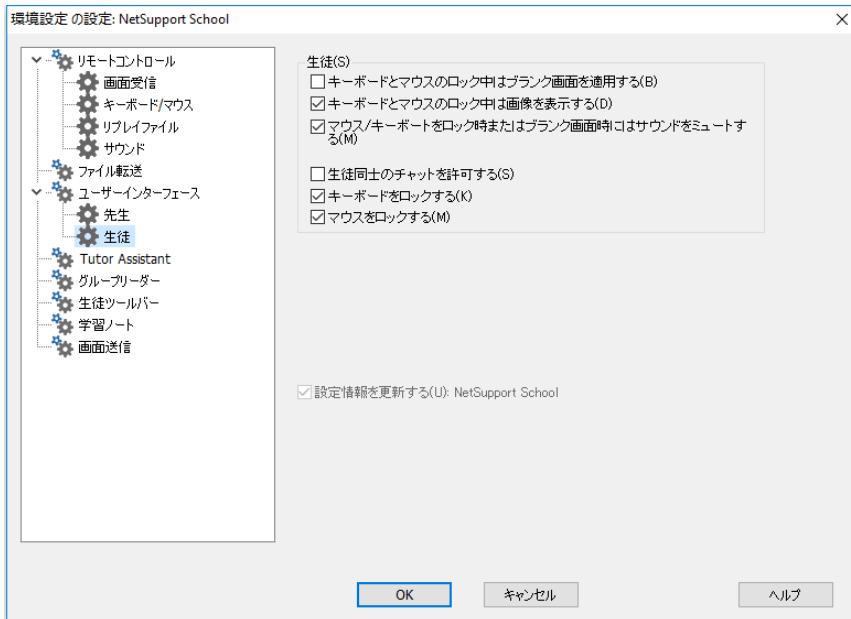 環境設定 の設定: NetSupport School
リモートコントロール
画面受信
キーボード/マウス
リプレイファイル
サウンド
ファイル転送
ユーザーインターフェース
先生
生徒
Tutor Assistant
グループリーダー
生徒ツールバー
学習ノート
画面送信
生徒(S)
キーボードとマウスのロック中はブランク画面を適用する(B)
キーボードとマウスのロック中は画像を表示する(D)
マウス/キーボードをロック時またはブランク画面時にはサウンドをミュートす
る(M)
生徒同士のチャットを許可する(S)
キーボードをロックする(K)
マウスをロックする(M)
設定情報を更新する(U): NetSupport School
OK
キャンセル
ヘルプ